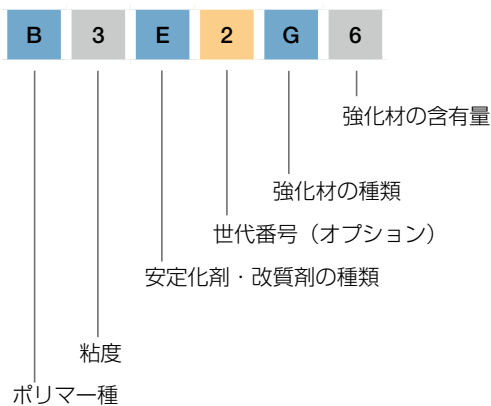 B 3 E 2 G 6
強化材の含有量
強化材の種類
世代番号（オプション）
安定化剤・改質剤の種類
粘度
ポリマー種